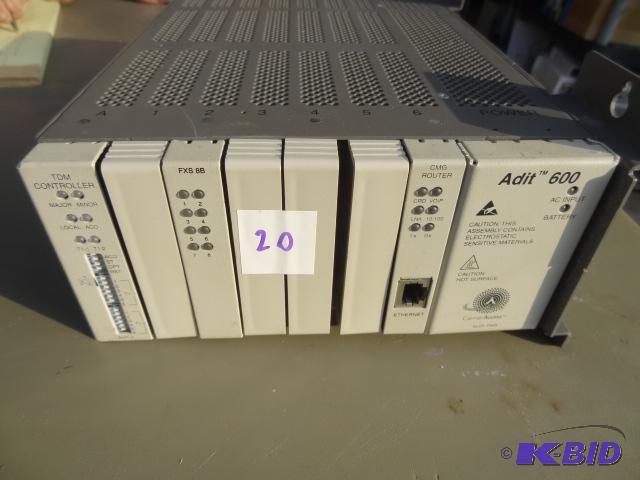 A 1 2 3 4 5 6 POWER
TDM
CONTROLLER
MAJOR MINOR
LOCAL ACO
FXS 8B
1 2
3 4
5 6
7 8
20
CMG
ROUTER
CPD VOIP
LNK 10/100
Tx Rx
ETHERNET
Adit™ 600
AC INPUT
BATTERY
CAUTION: THIS
ASSEMBLY CONTAINS
ELECTROSTATIC
SENSITIVE MATERIALS
CAUTION:
HOT SURFACE
CarrierAccess™
© K-BID